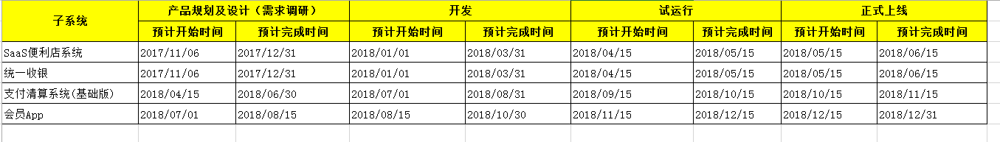 子系统 产品规划及设计（需求调研） 开发 试运行 正式上线
预计开始时间 预计完成时间 预计开始时间 预计完成时间 预计开始时间 预计完成时间 预计开始时间 预计完成时间
SaaS便利店系统 2017/11/06 2017/12/31 2018/01/01 2018/03/31 2018/04/15 2018/05/15 2018/05/15 2018/06/15
统一收银 2017/11/06 2017/12/31 2018/01/01 2018/03/31 2018/04/15 2018/05/15 2018/05/15 2018/06/15
支付清算系统(基础版) 2018/04/15 2018/06/30 2018/07/01 2018/08/31 2018/09/15 2018/10/15 2018/10/15 2018/11/15
会员App 2018/07/01 2018/08/15 2018/08/15 2018/10/30 2018/11/15 2018/12/15 2018/12/15 2018/12/31